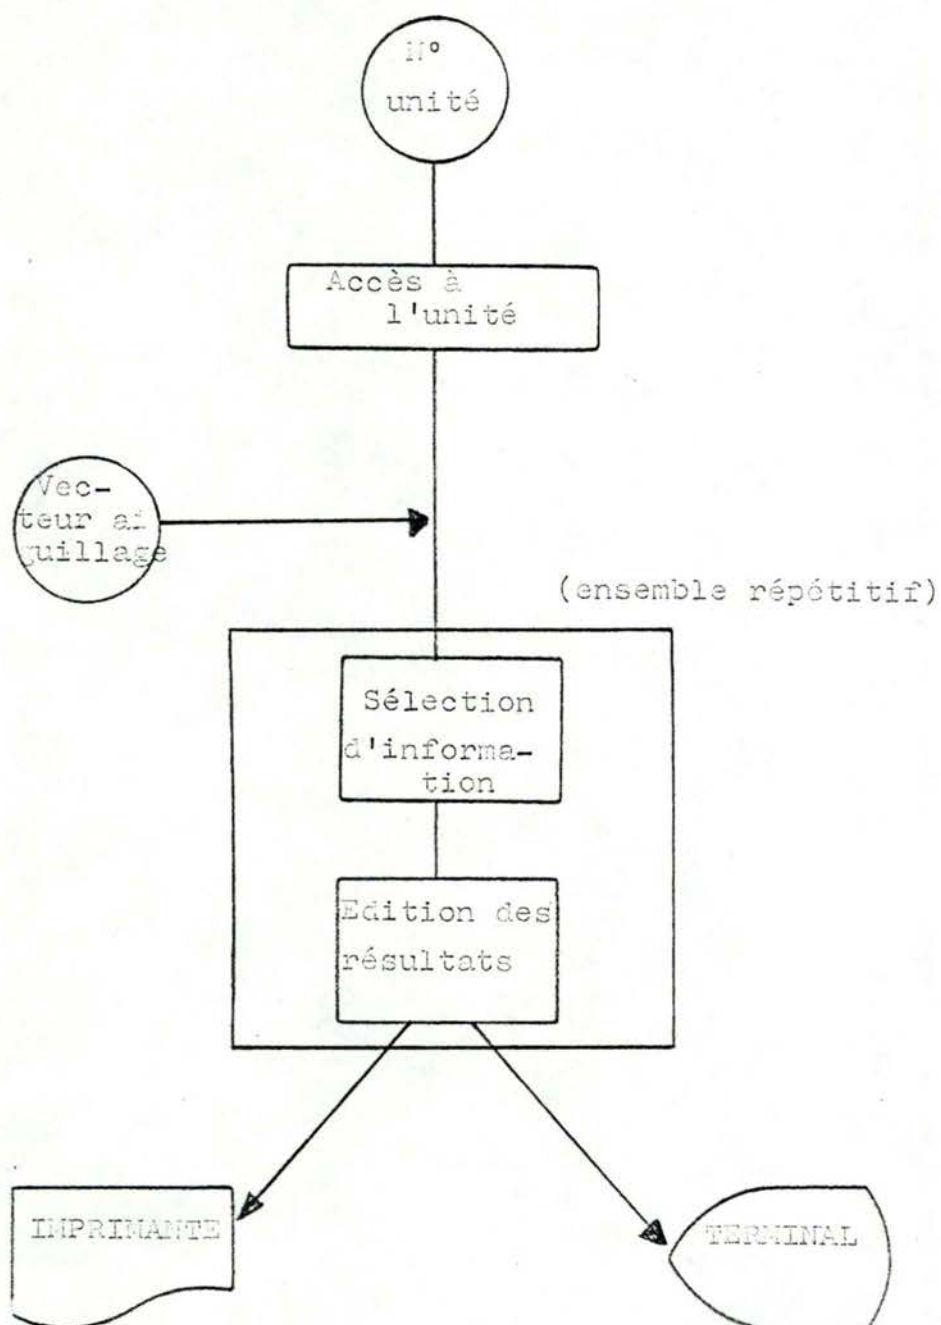 N°
unité
Accès à
l'unité
Vec-
teur ai
guillage
(ensemble répétitif)
Sélection
d'informa-
tion
Edition des
résultats
IMPRIMANTE
TERMINAL